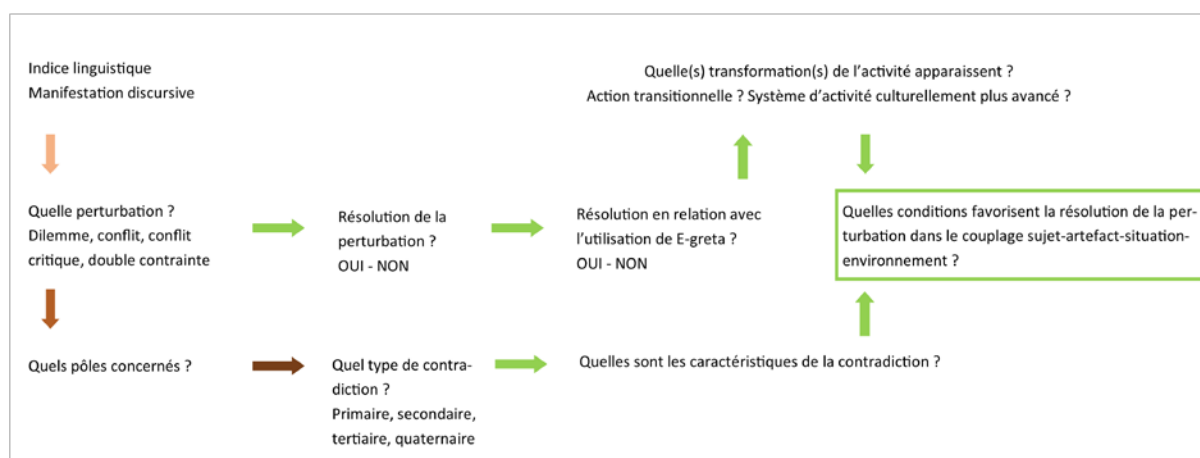 Indice linguistique
Manifestation discursive
Quelle(s) transformation(s) de l’activité apparaissent ?
Action transitionnelle ? Système d’activité culturellement plus avancé ?
Quelle perturbation ?
Dilemme, conflit, conflit
critique, double contrainte
Résolution de la
perturbation ?
OUI - NON
Résolution en relation avec
l’utilisation de E-greta ?
OUI - NON
Quelles conditions favorisent la résolution de la per-
turbation dans le couplage sujet-artefact-situation-
environnement ?
Quels pôles concernés ?
Quel type de contra-
diction ?
Primaire, secondaire,
tertiaire, quaternaire
Quelles sont les caractéristiques de la contradiction ?